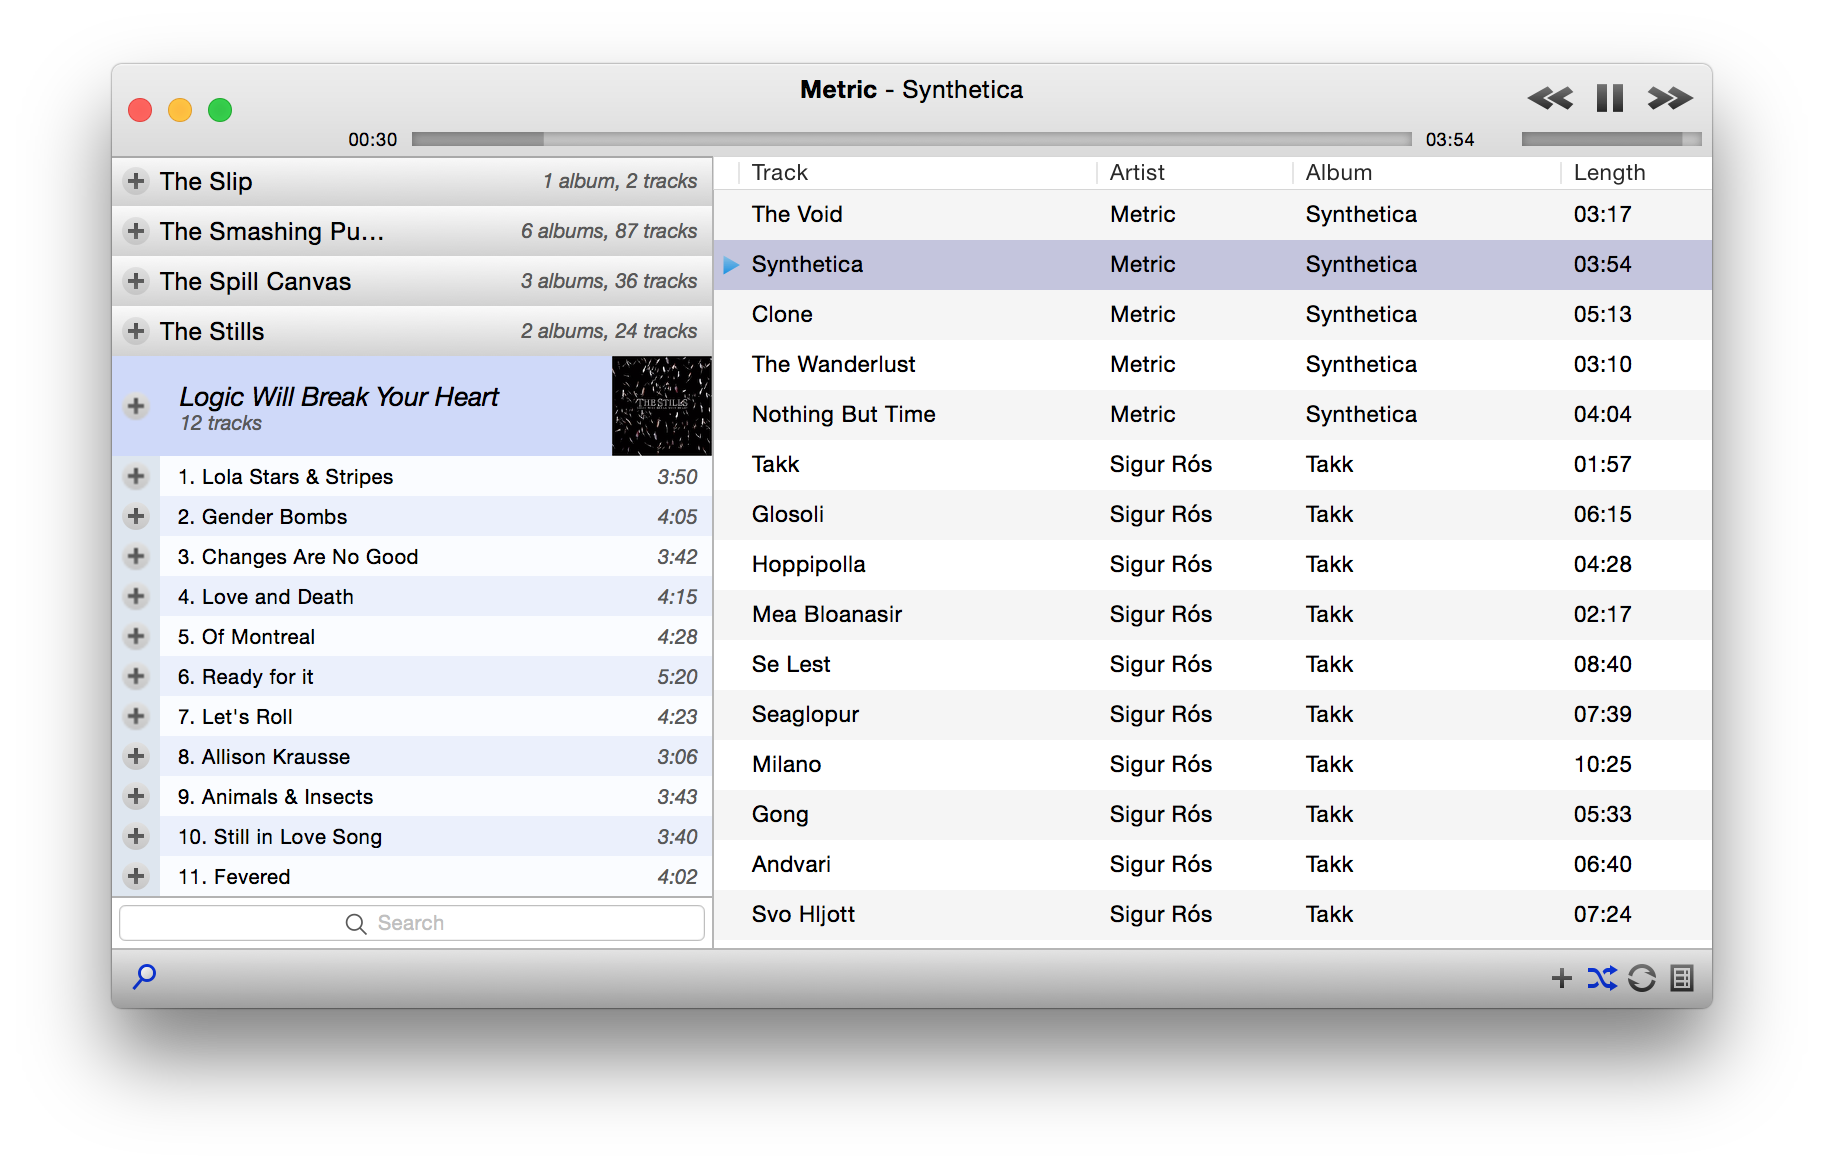 Metric - Synthetica
00:30 03:54
The Slip 1 album, 2 tracks
The Smashing Pu... 6 albums, 87 tracks
The Spill Canvas 3 albums, 36 tracks
The Stills 2 albums, 24 tracks
Logic Will Break Your Heart
12 tracks
THE STILLS
1. Lola Stars & Stripes 3:50
2. Gender Bombs 4:05
3. Changes Are No Good 3:42
4. Love and Death 4:15
5. Of Montreal 4:28
6. Ready for it 5:20
7. Let's Roll 4:23
8. Allison Krausse 3:06
9. Animals & Insects 3:43
10. Still in Love Song 3:40
11. Fevered 4:02
Search
Track Artist Album Length
The Void Metric Synthetica 03:17
Synthetica Metric Synthetica 03:54
Clone Metric Synthetica 05:13
The Wanderlust Metric Synthetica 03:10
Nothing But Time Metric Synthetica 04:04
Takk Sigur Rós Takk 01:57
Glosoli Sigur Rós Takk 06:15
Hoppipolla Sigur Rós Takk 04:28
Mea Bloanasir Sigur Rós Takk 02:17
Se Lest Sigur Rós Takk 08:40
Seaglopur Sigur Rós Takk 07:39
Milano Sigur Rós Takk 10:25
Gong Sigur Rós Takk 05:33
Andvari Sigur Rós Takk 06:40
Svo Hljott Sigur Rós Takk 07:24